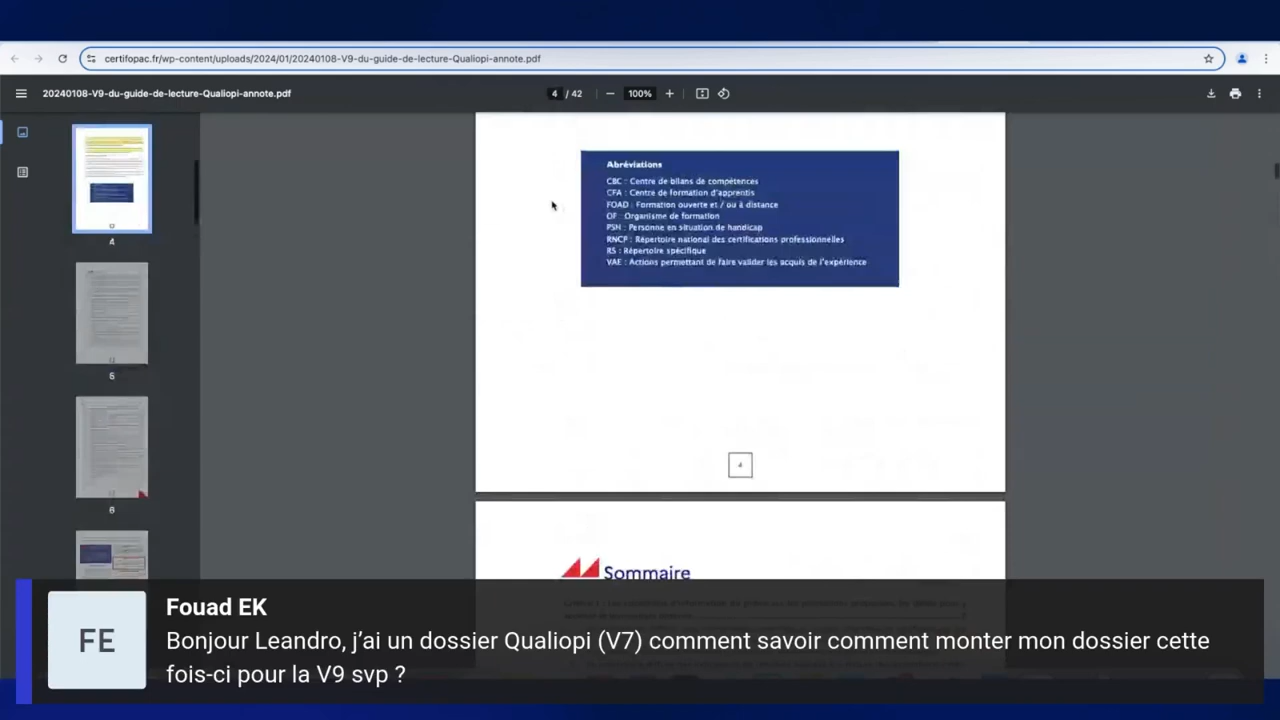 certifopac.fr/wp-content/uploads/2024/01/20240108-V9-du-guide-de-lecture-Qualiopi-annote.pdf
20240108-V9-du-guide-de-lecture-Qualiopi-annote.pdf
4 / 42
100%
Abréviations
CBC : Centre de bilans de compétences
CFA : Centre de formation d'apprentis
FOAD : Formation ouverte et / ou à distance
OF : Organisme de formation
PSH : Personne en situation de handicap
RNCP : Répertoire national des certifications professionnelles
RS : Répertoire spécifique
VAE : Actions permettant de faire valider les acquis de l'expérience
4
5
6
4
Sommaire
FE
Fouad EK
Bonjour Leandro, j'ai un dossier Qualiopi (V7) comment savoir comment monter mon dossier cette
fois-ci pour la V9 svp ?